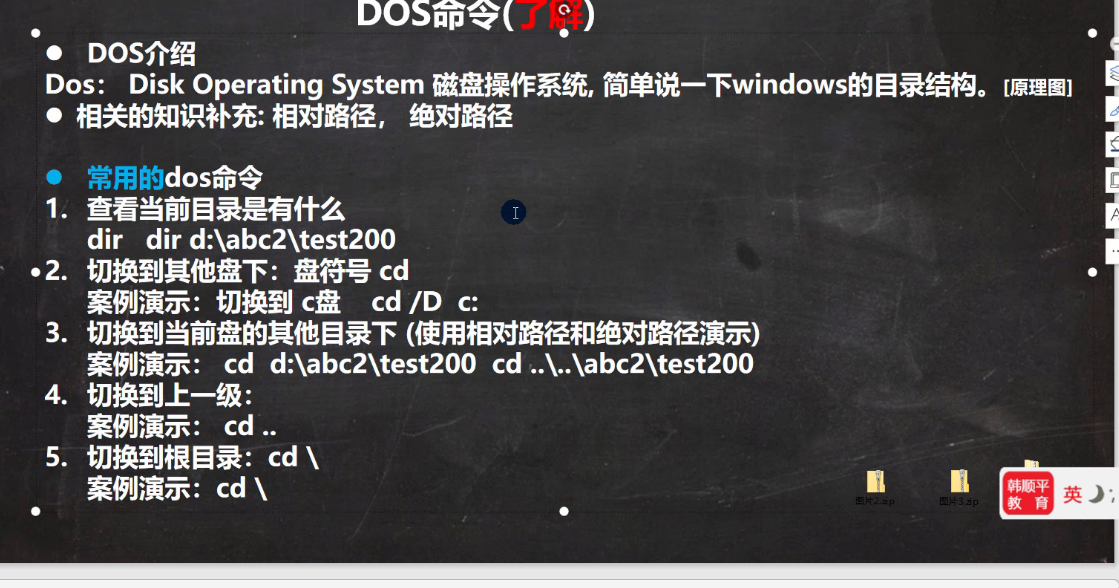 DOS命令(了解)
● DOS介绍
Dos： Disk Operating System 磁盘操作系统, 简单说一下windows的目录结构。[原理图]
● 相关的知识补充: 相对路径， 绝对路径
● 常用的dos命令
1. 查看当前目录是有什么
dir dir d:\abc2\test200
2. 切换到其他盘下：盘符号 cd
案例演示：切换到 c盘 cd /D c:
3. 切换到当前盘的其他目录下 (使用相对路径和绝对路径演示)
案例演示： cd d:\abc2\test200 cd ..\..\abc2\test200
4. 切换到上一级：
案例演示： cd ..
5. 切换到根目录：cd \
案例演示：cd \
图片2.zip 图片3.zip
韩顺平
教 育
英